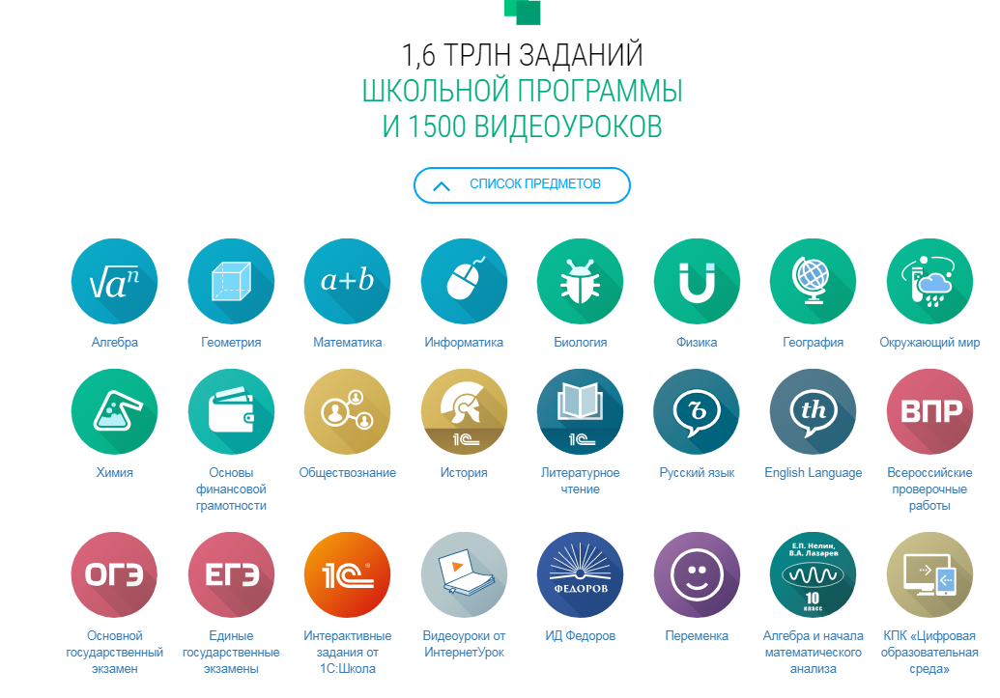 1,6 ТРЛН ЗАДАНИЙ
ШКОЛЬНОЙ ПРОГРАММЫ
И 1500 ВИДЕОУРОКОВ
СПИСОК ПРЕДМЕТОВ
√aⁿ
a+b
Алгебра
Геометрия
Математика
Информатика
Биология
Физика
География
Окружающий мир
1С
1С
ъ
th
ВПР
Химия
Основы
финансовой
грамотности
Обществознание
История
Литературное
чтение
Русский язык
English Language
Всероссийские
проверочные
работы
ОГЭ
ЕГЭ
1С®
ФЕДОРОВ
Е.П. Нелин,
В.А. Лазарев
10
класс
Основной
государственный
экзамен
Единые
государственные
экзамены
Интерактивные
задания от
1С:Школа
Видеоуроки от
ИнтернетУрок
ИД Федоров
Переменка
Алгебра и начала
математического
анализа
КПК «Цифровая
образовательная
среда»